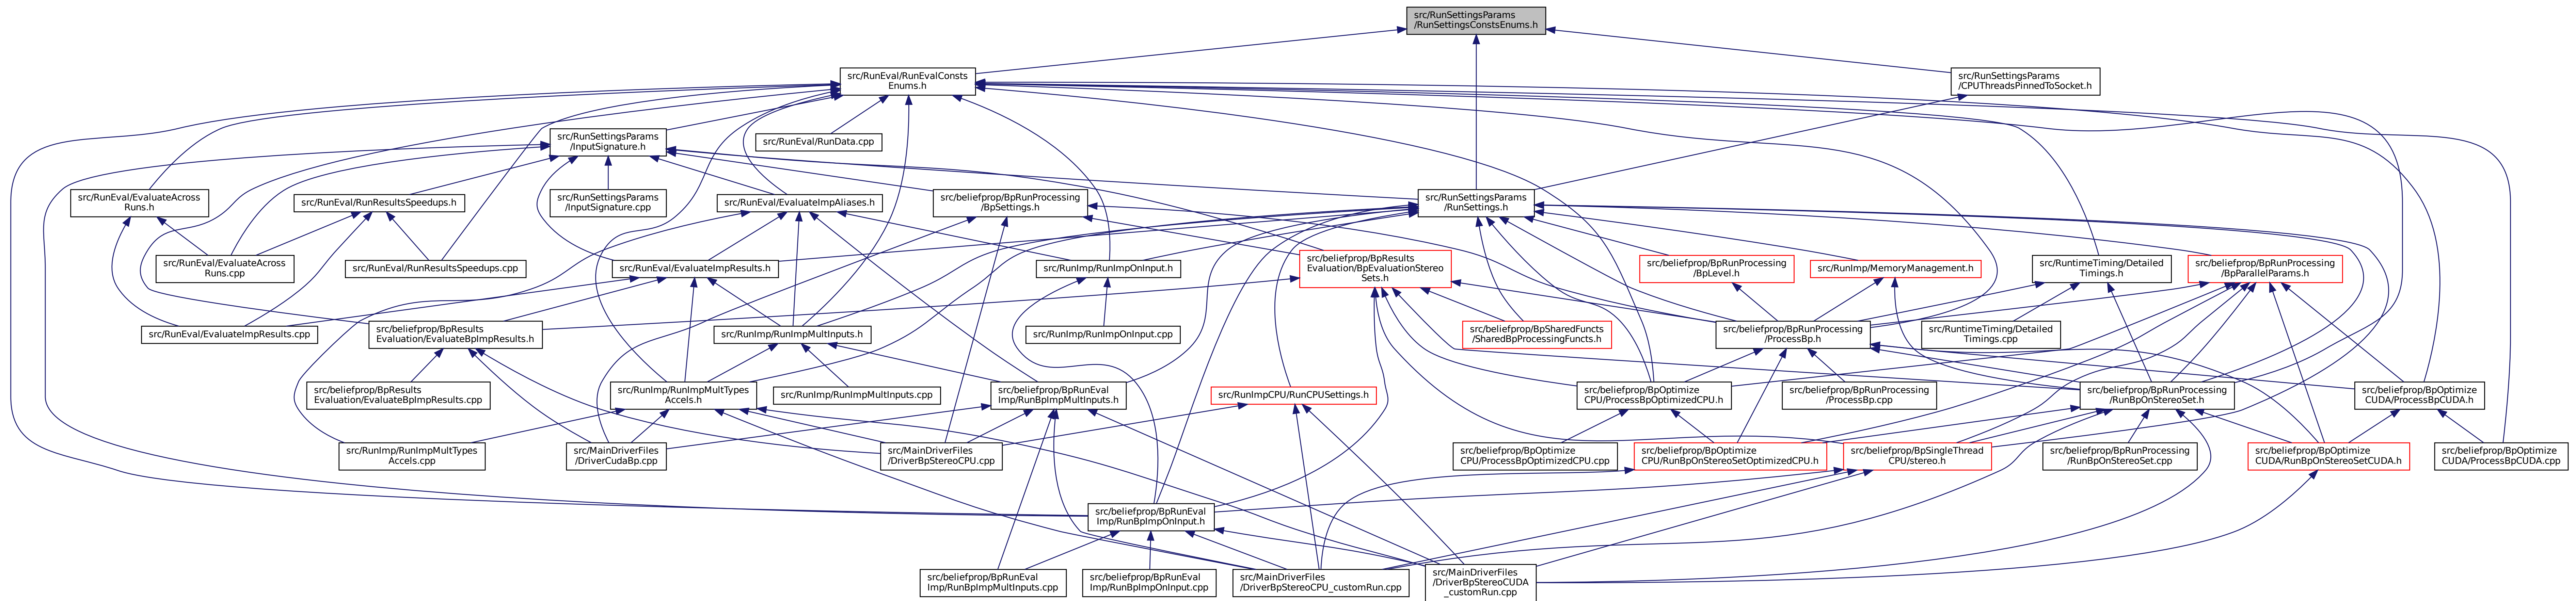 src/RunSettingsParams
/RunSettingsConstsEnums.h
src/RunEval/RunEvalConsts
Enums.h
src/RunSettingsParams
/CPUThreadsPinnedToSocket.h
src/RunSettingsParams
/InputSignature.h
src/RunEval/RunData.cpp
src/RunEval/EvaluateAcross
Runs.h
src/RunEval/RunResultsSpeedups.h
src/RunSettingsParams
/InputSignature.cpp
src/RunEval/EvaluateImpAliases.h
src/beliefprop/BpRunProcessing
/BpSettings.h
src/RunSettingsParams
/RunSettings.h
src/RunEval/EvaluateAcross
Runs.cpp
src/RunEval/RunResultsSpeedups.cpp
src/RunEval/EvaluateImpResults.h
src/RunImp/RunImpOnInput.h
src/beliefprop/BpResults
Evaluation/BpEvaluationStereo
Sets.h
src/beliefprop/BpRunProcessing
/BpLevel.h
src/RunImp/MemoryManagement.h
src/RuntimeTiming/Detailed
Timings.h
src/beliefprop/BpRunProcessing
/BpParallelParams.h
src/RunEval/EvaluateImpResults.cpp
src/beliefprop/BpResults
Evaluation/EvaluateBpImpResults.h
src/RunImp/RunImpMultInputs.h
src/RunImp/RunImpOnInput.cpp
src/beliefprop/BpSharedFuncts
/SharedBpProcessingFuncts.h
src/beliefprop/BpRunProcessing
/ProcessBp.h
src/RuntimeTiming/Detailed
Timings.cpp
src/beliefprop/BpResults
Evaluation/EvaluateBpImpResults.cpp
src/RunImp/RunImpMultTypes
Accels.h
src/RunImp/RunImpMultInputs.cpp
src/beliefprop/BpRunEval
Imp/RunBpImpMultInputs.h
src/RunImpCPU/RunCPUSettings.h
src/beliefprop/BpOptimize
CPU/ProcessBpOptimizedCPU.h
src/beliefprop/BpRunProcessing
/ProcessBp.cpp
src/beliefprop/BpRunProcessing
/RunBpOnStereoSet.h
src/beliefprop/BpOptimize
CUDA/ProcessBpCUDA.h
src/RunImp/RunImpMultTypes
Accels.cpp
src/MainDriverFiles
/DriverCudaBp.cpp
src/MainDriverFiles
/DriverBpStereoCPU.cpp
src/beliefprop/BpOptimize
CPU/ProcessBpOptimizedCPU.cpp
src/beliefprop/BpOptimize
CPU/RunBpOnStereoSetOptimizedCPU.h
src/beliefprop/BpSingleThread
CPU/stereo.h
src/beliefprop/BpRunProcessing
/RunBpOnStereoSet.cpp
src/beliefprop/BpOptimize
CUDA/RunBpOnStereoSetCUDA.h
src/beliefprop/BpOptimize
CUDA/ProcessBpCUDA.cpp
src/beliefprop/BpRunEval
Imp/RunBpImpOnInput.h
src/beliefprop/BpRunEval
Imp/RunBpImpMultInputs.cpp
src/beliefprop/BpRunEval
Imp/RunBpImpOnInput.cpp
src/MainDriverFiles
/DriverBpStereoCPU_customRun.cpp
src/MainDriverFiles
/DriverBpStereoCUDA
_customRun.cpp